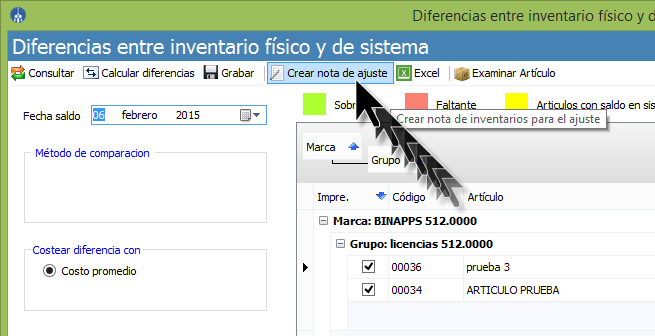 Diferencias entre inventario físico y d
Diferencias entre inventario físico y de sistema
Consultar Calcular diferencias Grabar Crear nota de ajuste Excel Examinar Artículo
Fecha saldo 06 febrero 2015
Sob Faltante Articulos con saldo en sis
Crear nota de inventarios para el ajuste
Marca
Grupo
Método de comparacion
Impre. Código Artículo
Marca: BINAPPS 512.0000
Grupo: licencias 512.0000
Costear diferencia con
Costo promedio
00036 prueba 3
00034 ARTICULO PRUEBA